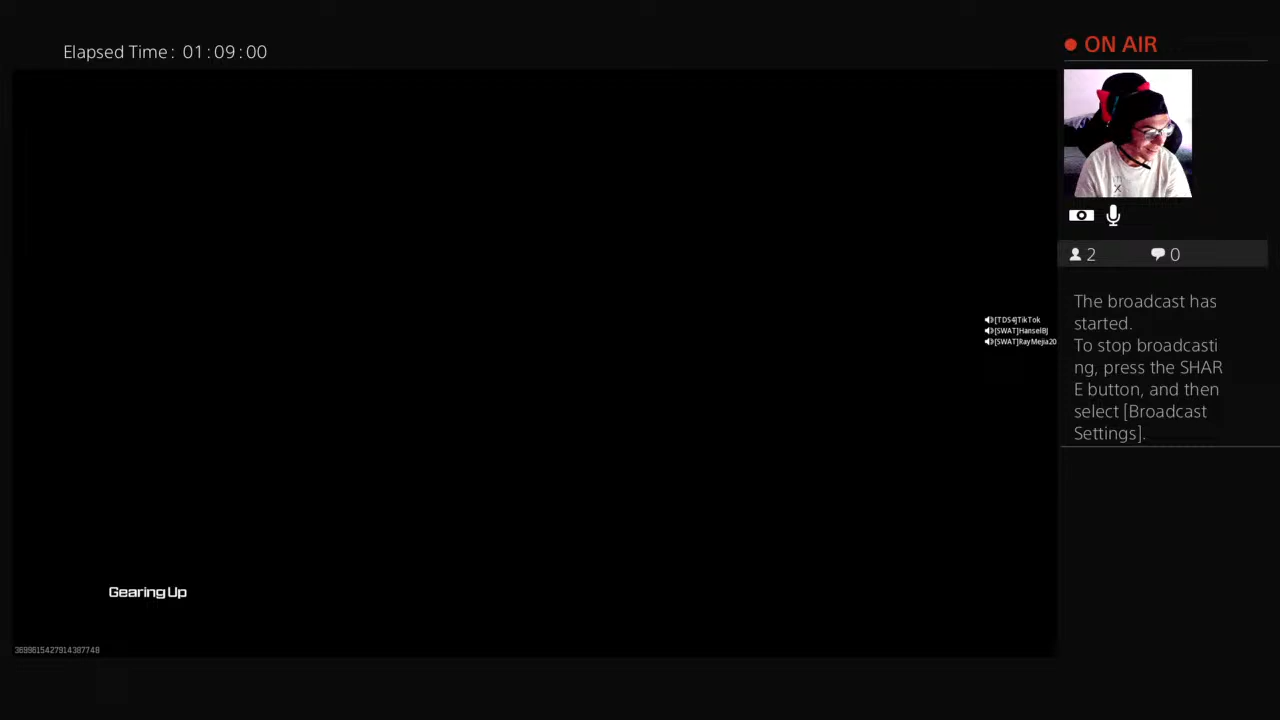 Elapsed Time: 01:09:00
ON AIR
2
0
[TDS4]TikTok
[SWAT]HanselBJ
[SWAT]RayMejia20
The broadcast has
started.
To stop broadcasti
ng, press the SHAR
E button, and then
select [Broadcast
Settings].
Gearing Up
3699615427914387748